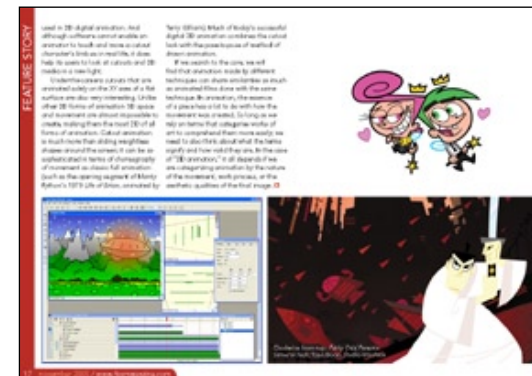 FEATURE STORY
used in 2D digital animation. And
although software cannot enable an
animator to touch and move a cutout
character's limbs as in real life, it does
help its users to look at cutouts and 2D
media in a new light.
Under-the-camera cutouts that are
animated solely on the XY axes of a flat
surface are also very interesting. Unlike
other 2D forms of animation 3D space
and movement are almost impossible to
create, making them the most 2D of all
forms of animation. Cutout animation
is much more than sliding weightless
shapes around the screen; it can be as
sophisticated in terms of choreography
of movement as classic full animation
(such as the opening segment of Monty
Python's 1979 Life of Brian, animated by
Terry Gilliam). Much of today's successful
digital 2D animation combines the cutout
look with the pose-to-pose method of
drawn animation.
If we search to the core, we will
find that animation made by different
techniques can share similarities as much
as animated films done with the same
technique. In animation, the essence
of a piece has a lot to do with how the
movement was created. So long as we
rely on terms that categorize works of
art to comprehend them more easily, we
need to also think about what the terms
signify and how valid they are. In the case
of "2D animation," it all depends if we
are categorizing animation by the nature
of the movement, work process, or the
aesthetic qualities of the final image.
november